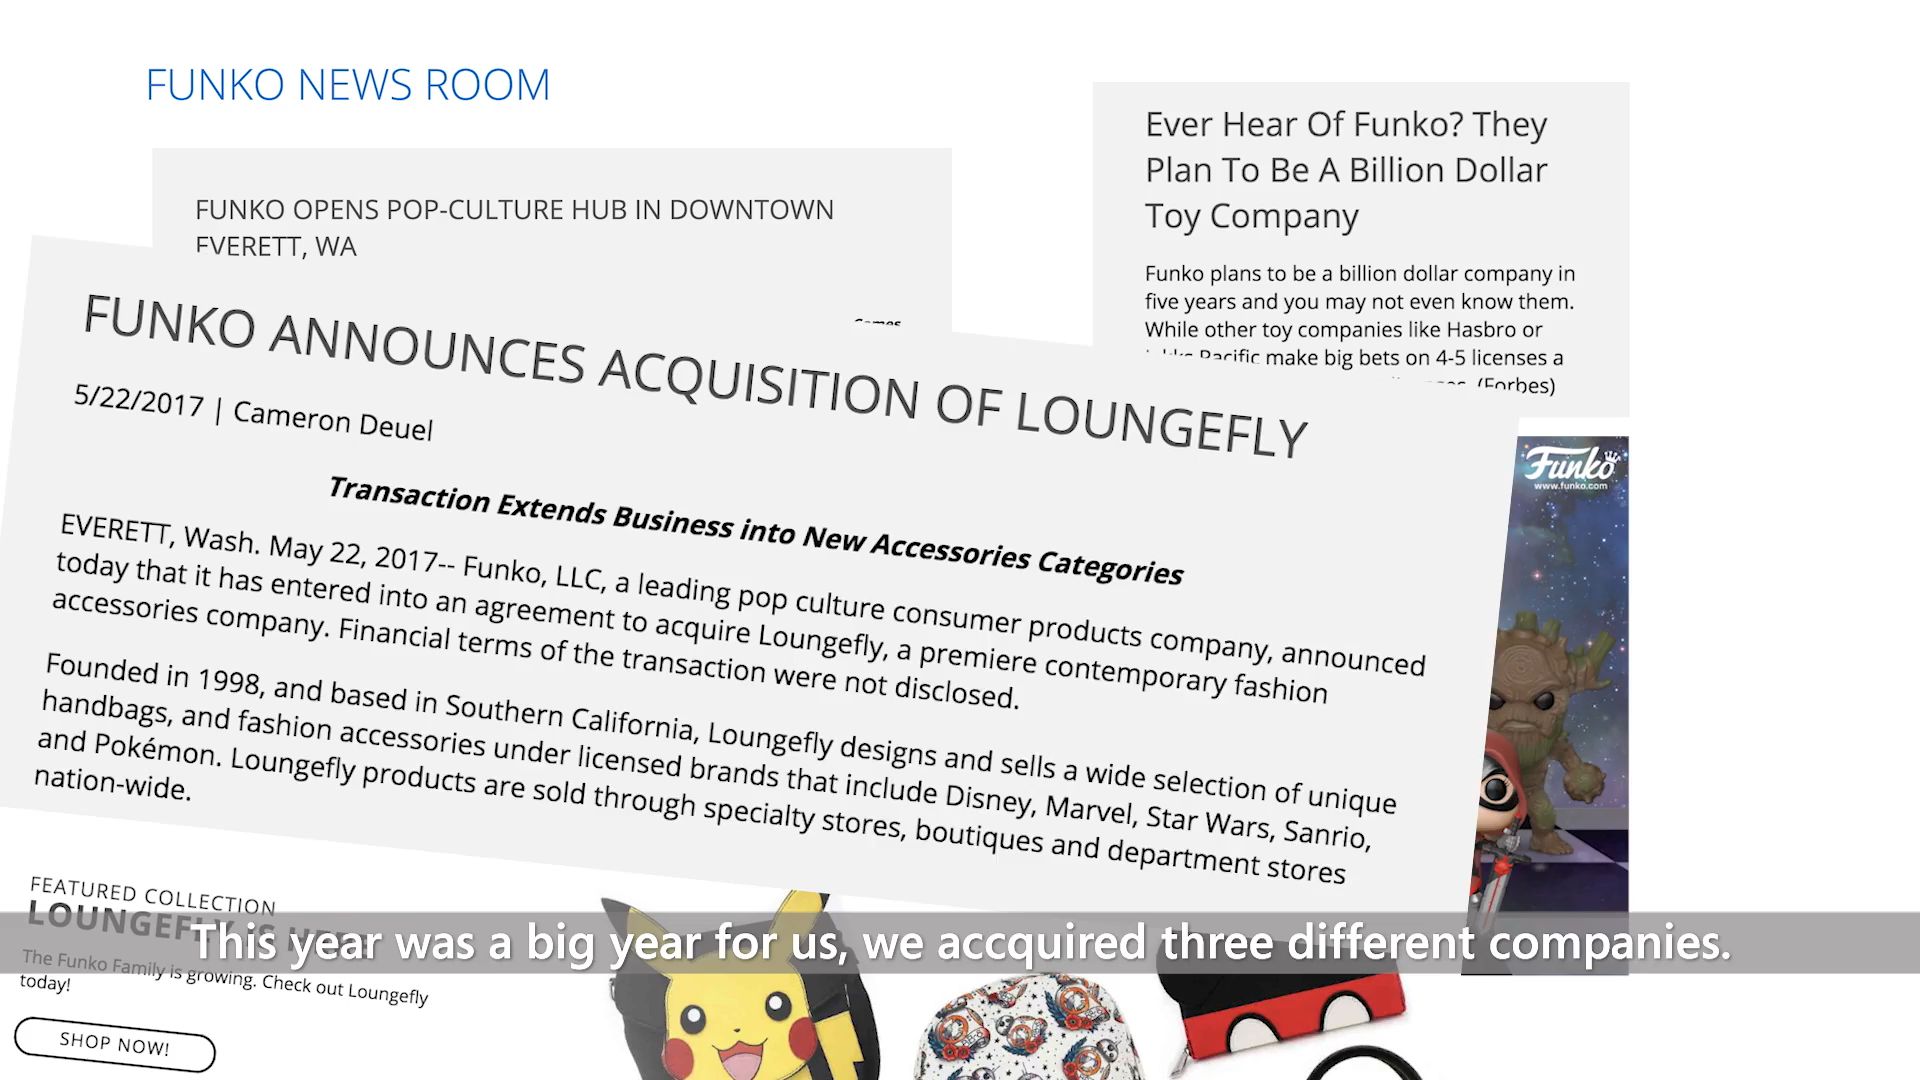 FUNKO NEWS ROOM
FUNKO OPENS POP-CULTURE HUB IN DOWNTOWN
EVERETT, WA
Ever Hear Of Funko? They
Plan To Be A Billion Dollar
Toy Company
Funko plans to be a billion dollar company in
five years and you may not even know them.
While other toy companies like Hasbro or
Pacific make big bets on 4-5 licenses a
(Forbes)
FUNKO ANNOUNCES ACQUISITION OF LOUNGEFLY
5/22/2017 | Cameron Deuel
Transaction Extends Business into New Accessories Categories
EVERETT, Wash. May 22, 2017-- Funko, LLC, a leading pop culture consumer products company, announced
today that it has entered into an agreement to acquire Loungefly, a premiere contemporary fashion
accessories company. Financial terms of the transaction were not disclosed.
Founded in 1998, and based in Southern California, Loungefly designs and sells a wide selection of unique
handbags, and fashion accessories under licensed brands that include Disney, Marvel, Star Wars, Sanrio,
and Pokémon. Loungefly products are sold through specialty stores, boutiques and department stores
nation-wide.
Funko
www.funko.com
FEATURED COLLECTION
LOUNGEFLY
This year was a big year for us, we accquired three different companies.
The Funko Family is growing. Check out Loungefly
today!
SHOP NOW!